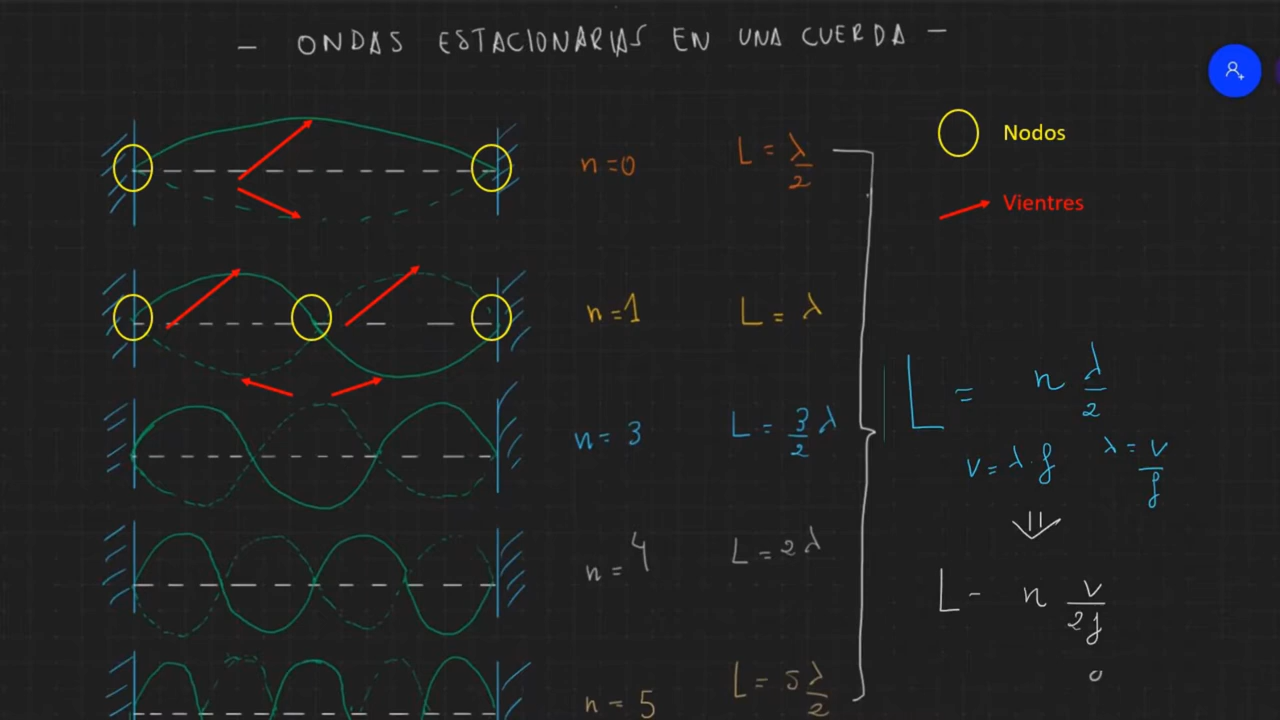 - ONDAS ESTACIONARIAS EN UNA CUERDA -
Nodos
Vientres
n=0 L = λ/2
n=1 L = λ
n= 3 L = 3/2 λ
n= 4 L = 2λ
n= 5 L = 5 λ/2
L = n λ/2
v = λ·f λ = v/f
⇓
L - n v/2f